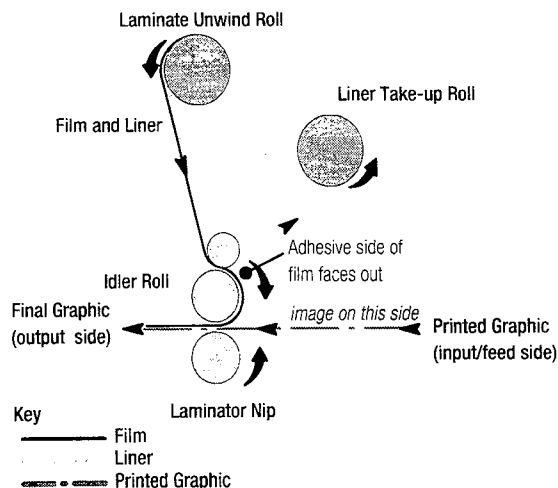 Laminate Unwind Roll
Liner Take-up Roll
Film and Liner
Adhesive side of
film faces out
Idler Roll
image on this side
Final Graphic
(output side)
Printed Graphic
(input/feed side)
Laminator Nip
Key
Film
Liner
Printed Graphic